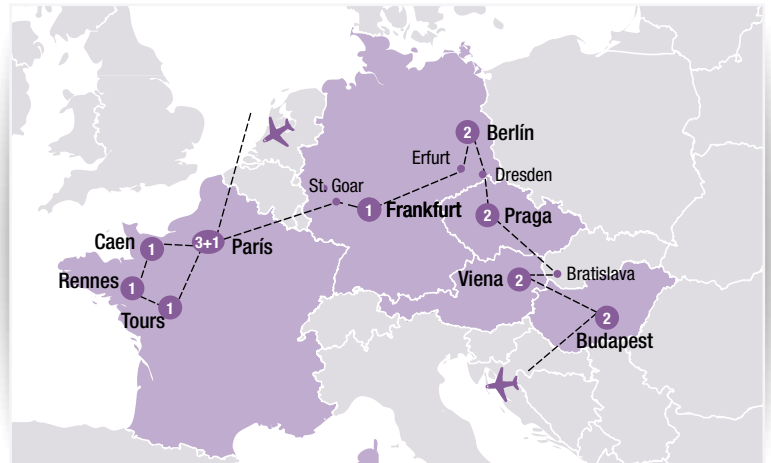 2
Berlín
Erfurt
Dresden
St. Goar
1
Frankfurt
2
Praga
Caen
1
3+1
París
Rennes
1
Tours
1
Viena
2
Bratislava
2
Budapest